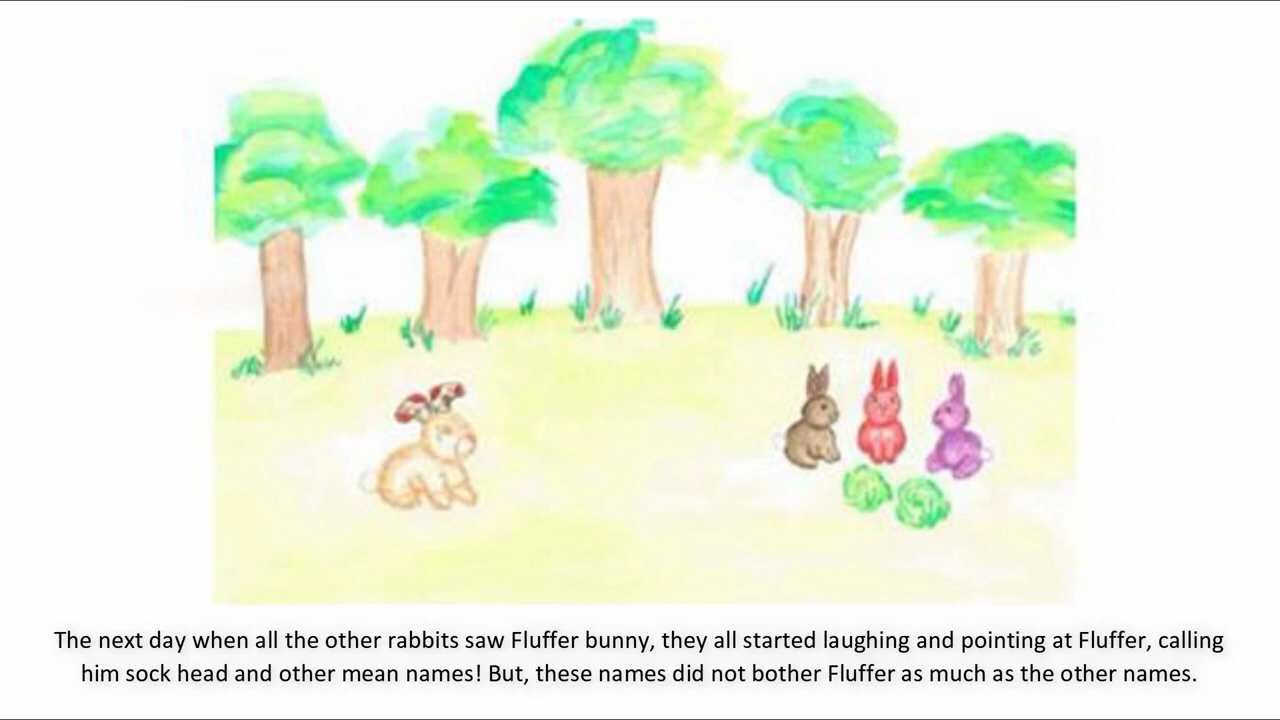 The next day when all the other rabbits saw Fluffer bunny, they all started laughing and pointing at Fluffer, calling
him sock head and other mean names! But, these names did not bother Fluffer as much as the other names.